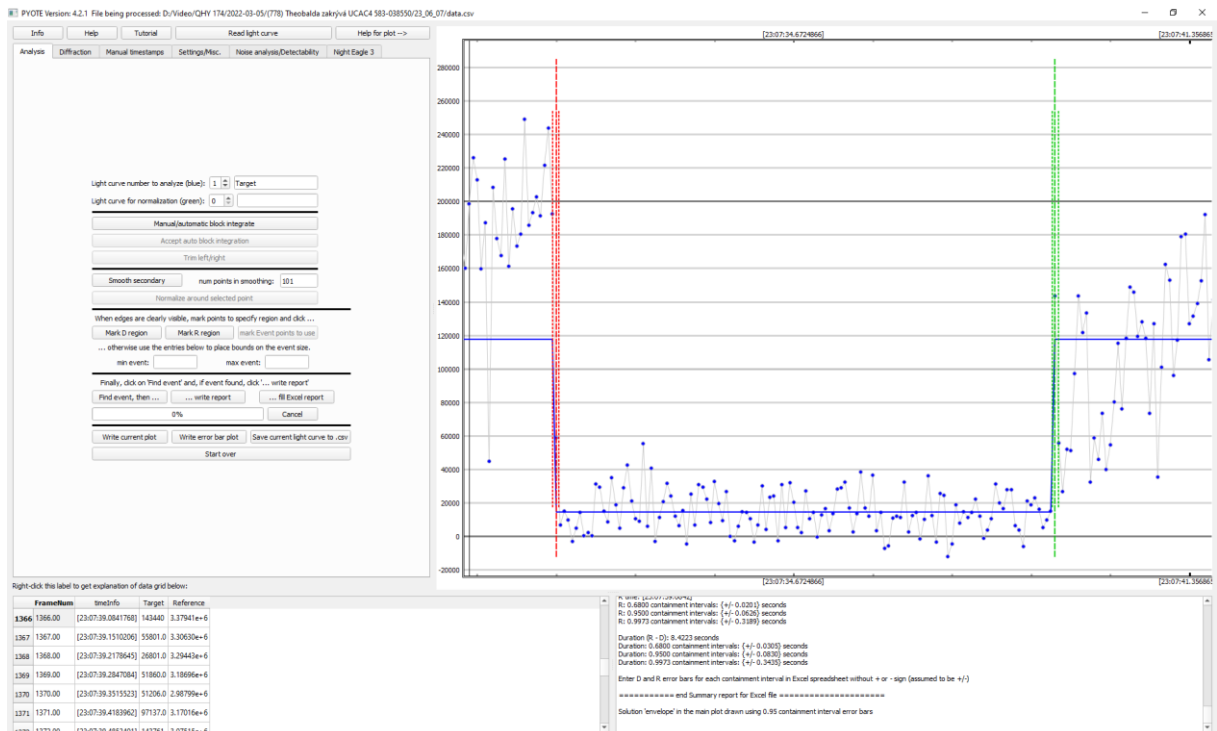 PYOTE Version: 4.2.1 File being processed: D:/Video/QHY 174/2022-03-05/(778) Theobalda zakrývá UCAC4 583-038550/23_06_07/data.csv
Info Help Tutorial Read light curve Help for plot -->
Analysis Diffraction Manual timestamps Settings/Misc. Noise analysis/Detectability Night Eagle 3
Light curve number to analyze (blue): 1 Target
Light curve for normalization (green): 0
Manual/automatic block integrate
Accept auto block integration
Trim left/right
Smooth secondary num points in smoothing: 101
Normalize around selected point
When edges are clearly visible, mark points to specify region and click ...
Mark D region Mark R region mark Event points to use
... otherwise use the entries below to place bounds on the event size.
min event: max event:
Finally, click on 'Find event' and, if event found, click '... write report'
Find event, then ... ... write report ... fill Excel report
0% Cancel
Write current plot Write error bar plot Save current light curve to .csv
Start over
[23:07:34.6724866] [23:07:41.356865
280000
260000
240000
220000
200000
180000
160000
140000
120000
100000
80000
60000
40000
20000
0
-20000
[23:07:34.6724866] [23:07:41.356865
Right-click this label to get explanation of data grid below:
FrameNum timeInfo Target Reference
1366 1366.00 [23:07:39.0841768] 143440 3.37941e+6
1367 1367.00 [23:07:39.1510206] 55801.0 3.30630e+6
1368 1368.00 [23:07:39.2178645] 26801.0 3.29443e+6
1369 1369.00 [23:07:39.2847084] 51860.0 3.18696e+6
1370 1370.00 [23:07:39.3515523] 51206.0 2.98799e+6
1371 1371.00 [23:07:39.4183962] 97137.0 3.17016e+6
R: 0.6800 containment intervals: {+/- 0.0201} seconds
R: 0.9500 containment intervals: {+/- 0.0626} seconds
R: 0.9973 containment intervals: {+/- 0.3189} seconds
Duration (R - D): 8.4223 seconds
Duration: 0.6800 containment intervals: {+/- 0.0305} seconds
Duration: 0.9500 containment intervals: {+/- 0.0830} seconds
Duration: 0.9973 containment intervals: {+/- 0.3435} seconds
Enter D and R error bars for each containment interval in Excel spreadsheet without + or - sign (assumed to be +/-)
=========== end Summary report for Excel file =====================
Solution 'envelope' in the main plot drawn using 0.95 containment interval error bars